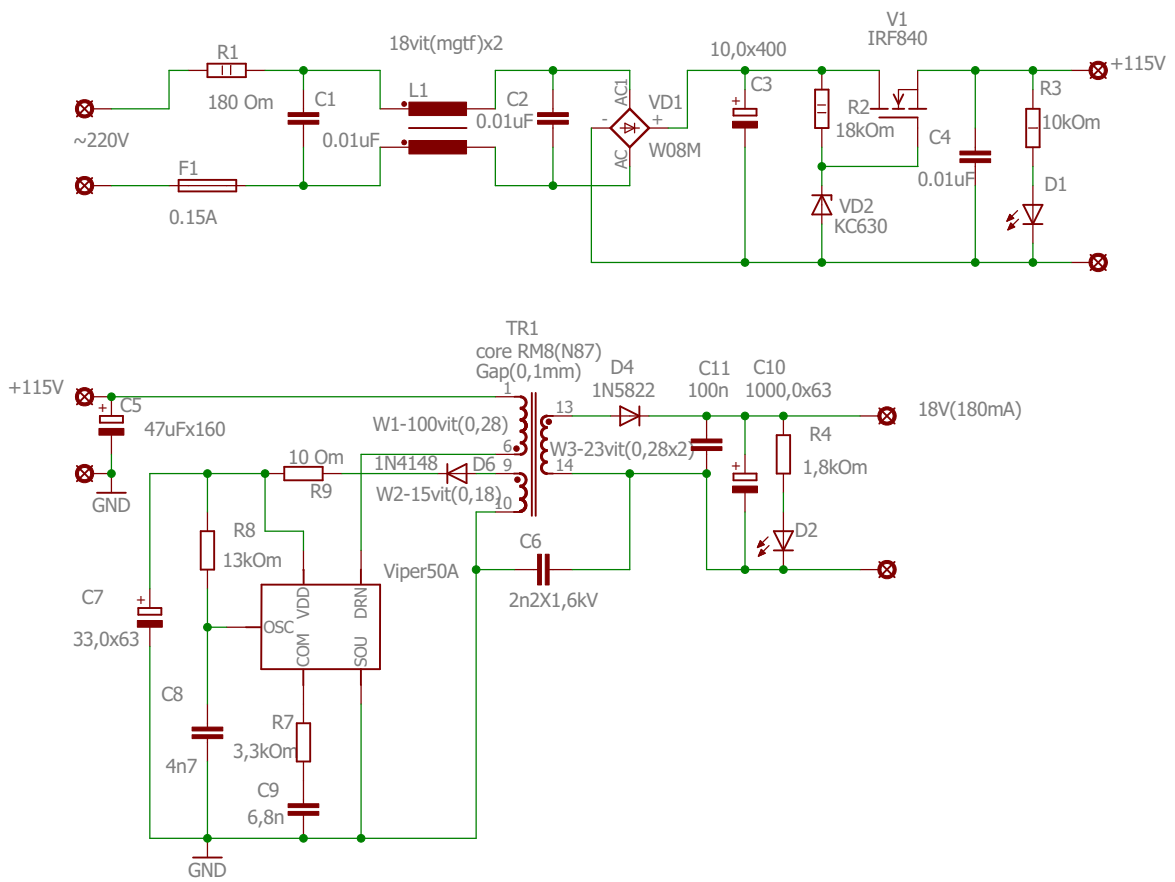 V1
IRF840
18vit(mgtf)x2
10,0x400
R1
180 Om
C1
0.01uF
L1
C2
0.01uF
AC1
AC
-
+
VD1
W08M
+
C3
R2
18kOm
C4
0.01uF
R3
10kOm
+115V
~220V
F1
0.15A
VD2
KC630
D1
TR1
core RM8(N87)
Gap(0,1mm)
D4
1N5822
C11
100n
C10
1000,0x63
+115V
+
C5
47uFx160
GND
1
W1-100vit(0,28)
6
13
W3-23vit(0,28x2)
14
18V(180mA)
R4
1,8kOm
+
D2
10 Om
R9
1N4148
D6
9
W2-15vit(0,18)
10
C6
2n2X1,6kV
R8
13kOm
Viper50A
VDD
DRN
OSC
COM
SOU
C7
+
33,0x63
C8
4n7
R7
3,3kOm
C9
6,8n
GND